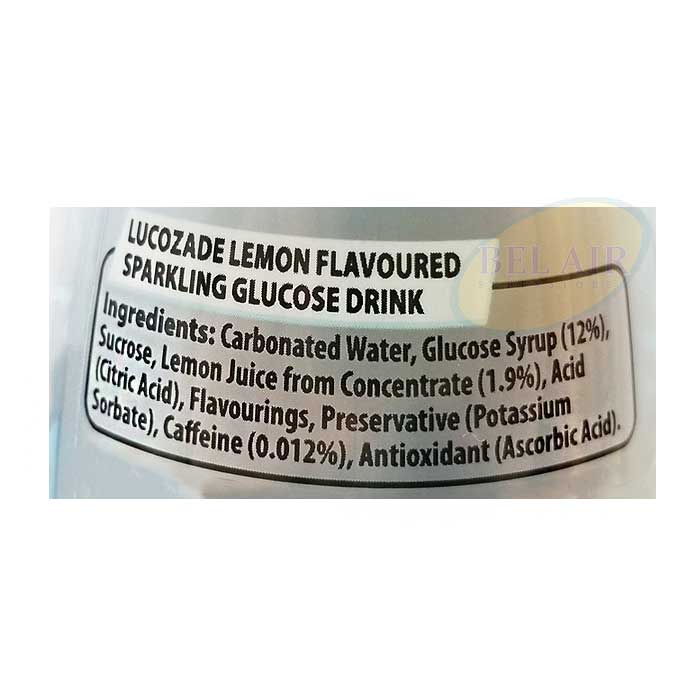 LUCOZADE LEMON FLAVOURED
SPARKLING GLUCOSE DRINK
BEL AIR
Ingredients: Carbonated Water, Glucose Syrup (12%),
Sucrose, Lemon Juice from Concentrate (1.9%), Acid
(Citric Acid), Flavourings, Preservative (Potassium
Sorbate), Caffeine (0.012%), Antioxidant (Ascorbic Acid).